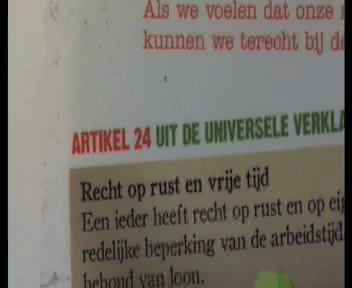 Als we voelen dat onze
kunnen we terecht bij
ARTIKEL 24 UIT DE UNIVERSELE
Recht op rust en vrije tijd
Een ieder heeft recht op rust en op
redelijke beperking van de arbeidstijd
behoud van loon.